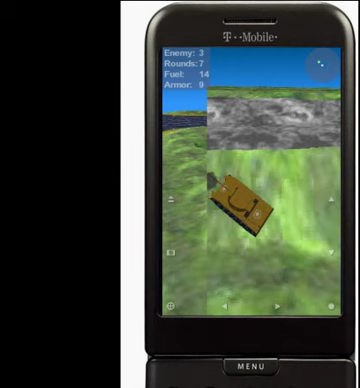 T··Mobile·
Enemy: 3
Rounds: 7
Fuel: 14
Armor: 9
MENU